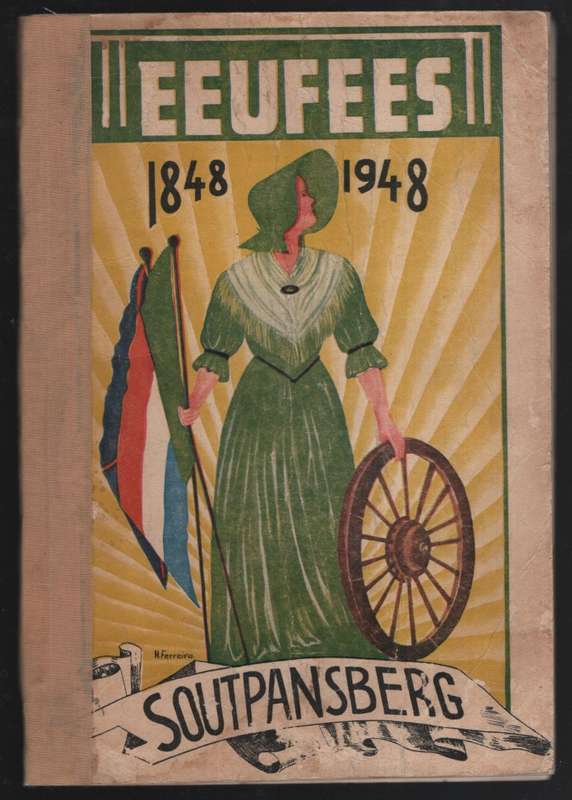 EEUFEES
1848 1948
H. Ferreira
SOUTPANSBERG